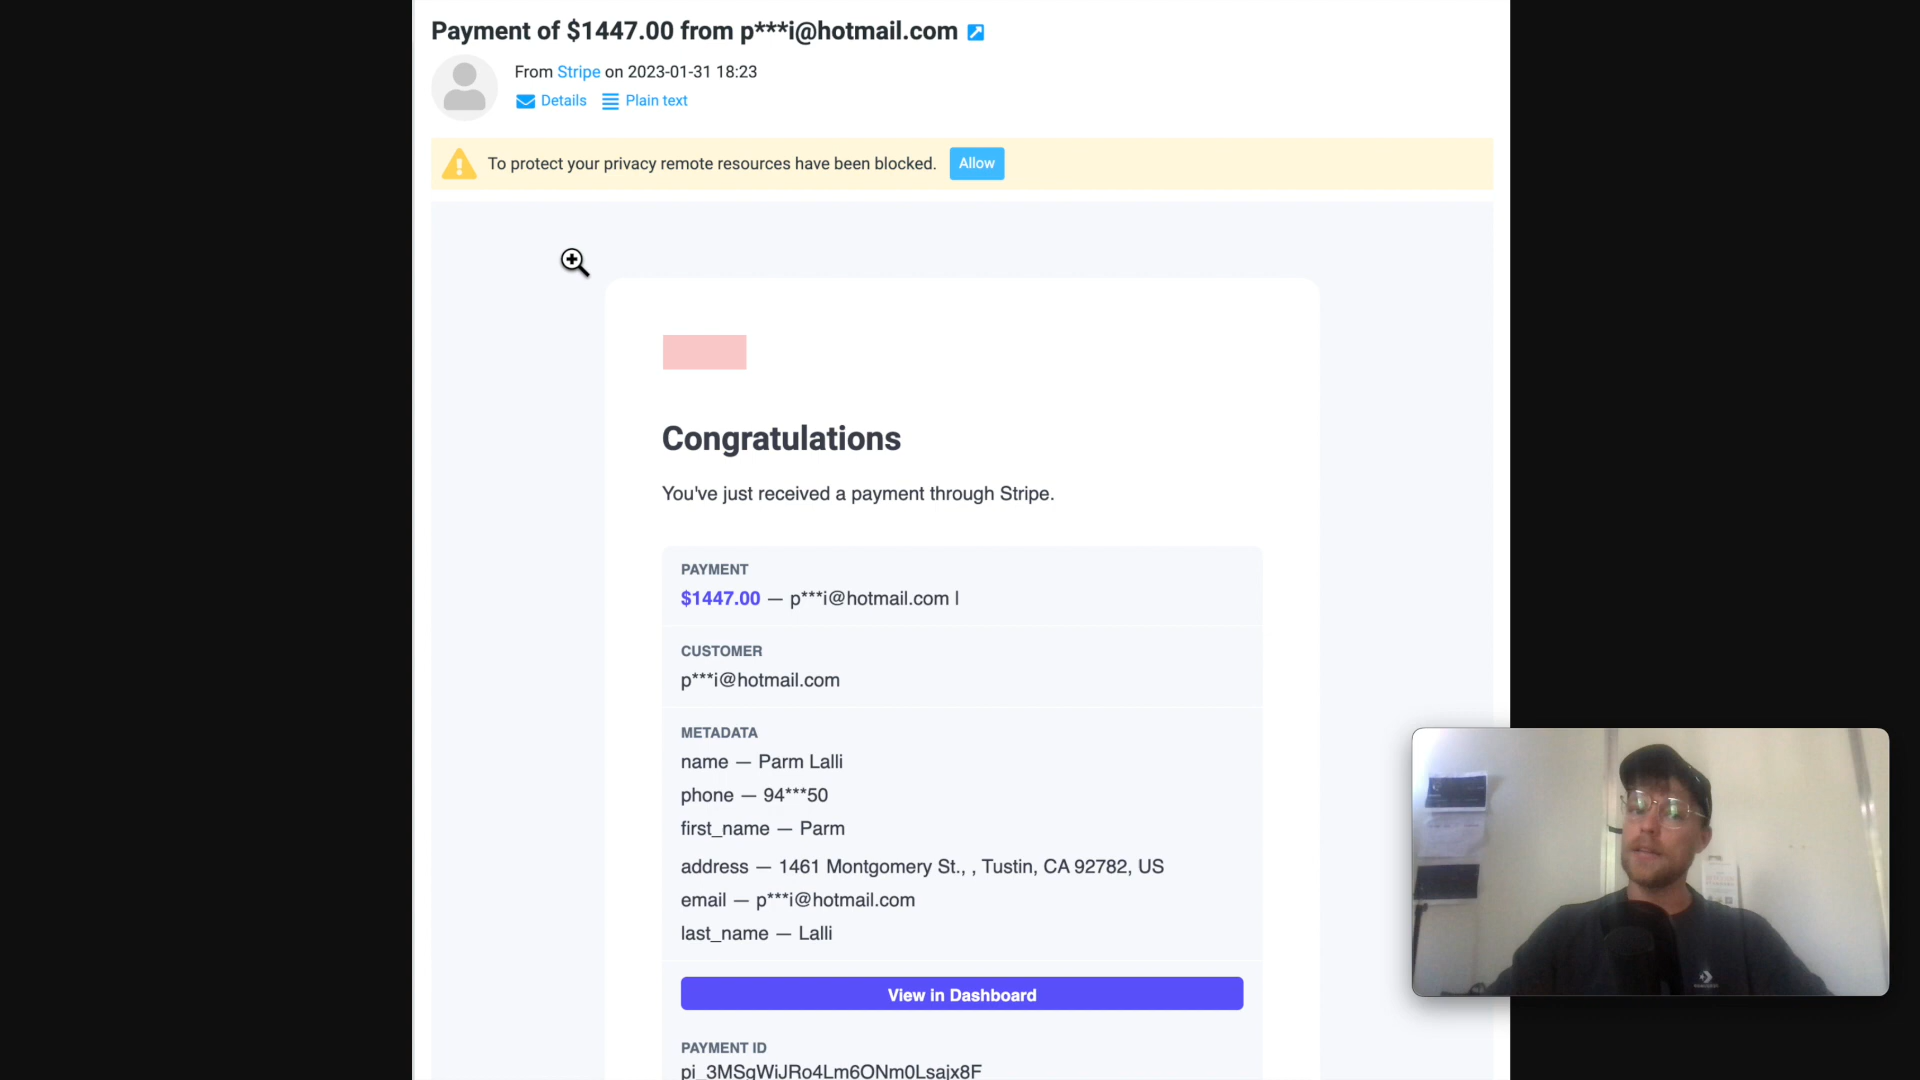 Payment of $1447.00 from p***i@hotmail.com
From Stripe on 2023-01-31 18:23
Details Plain text
To protect your privacy remote resources have been blocked. Allow
Congratulations
You've just received a payment through Stripe.
PAYMENT
$1447.00 — p***i@hotmail.com l
CUSTOMER
p***i@hotmail.com
METADATA
name — Parm Lalli
phone — 94***50
first_name — Parm
address — 1461 Montgomery St., , Tustin, CA 92782, US
email — p***i@hotmail.com
last_name — Lalli
View in Dashboard
PAYMENT ID
pi_3MSgWiJRo4Lm6ONm0Lsajx8F